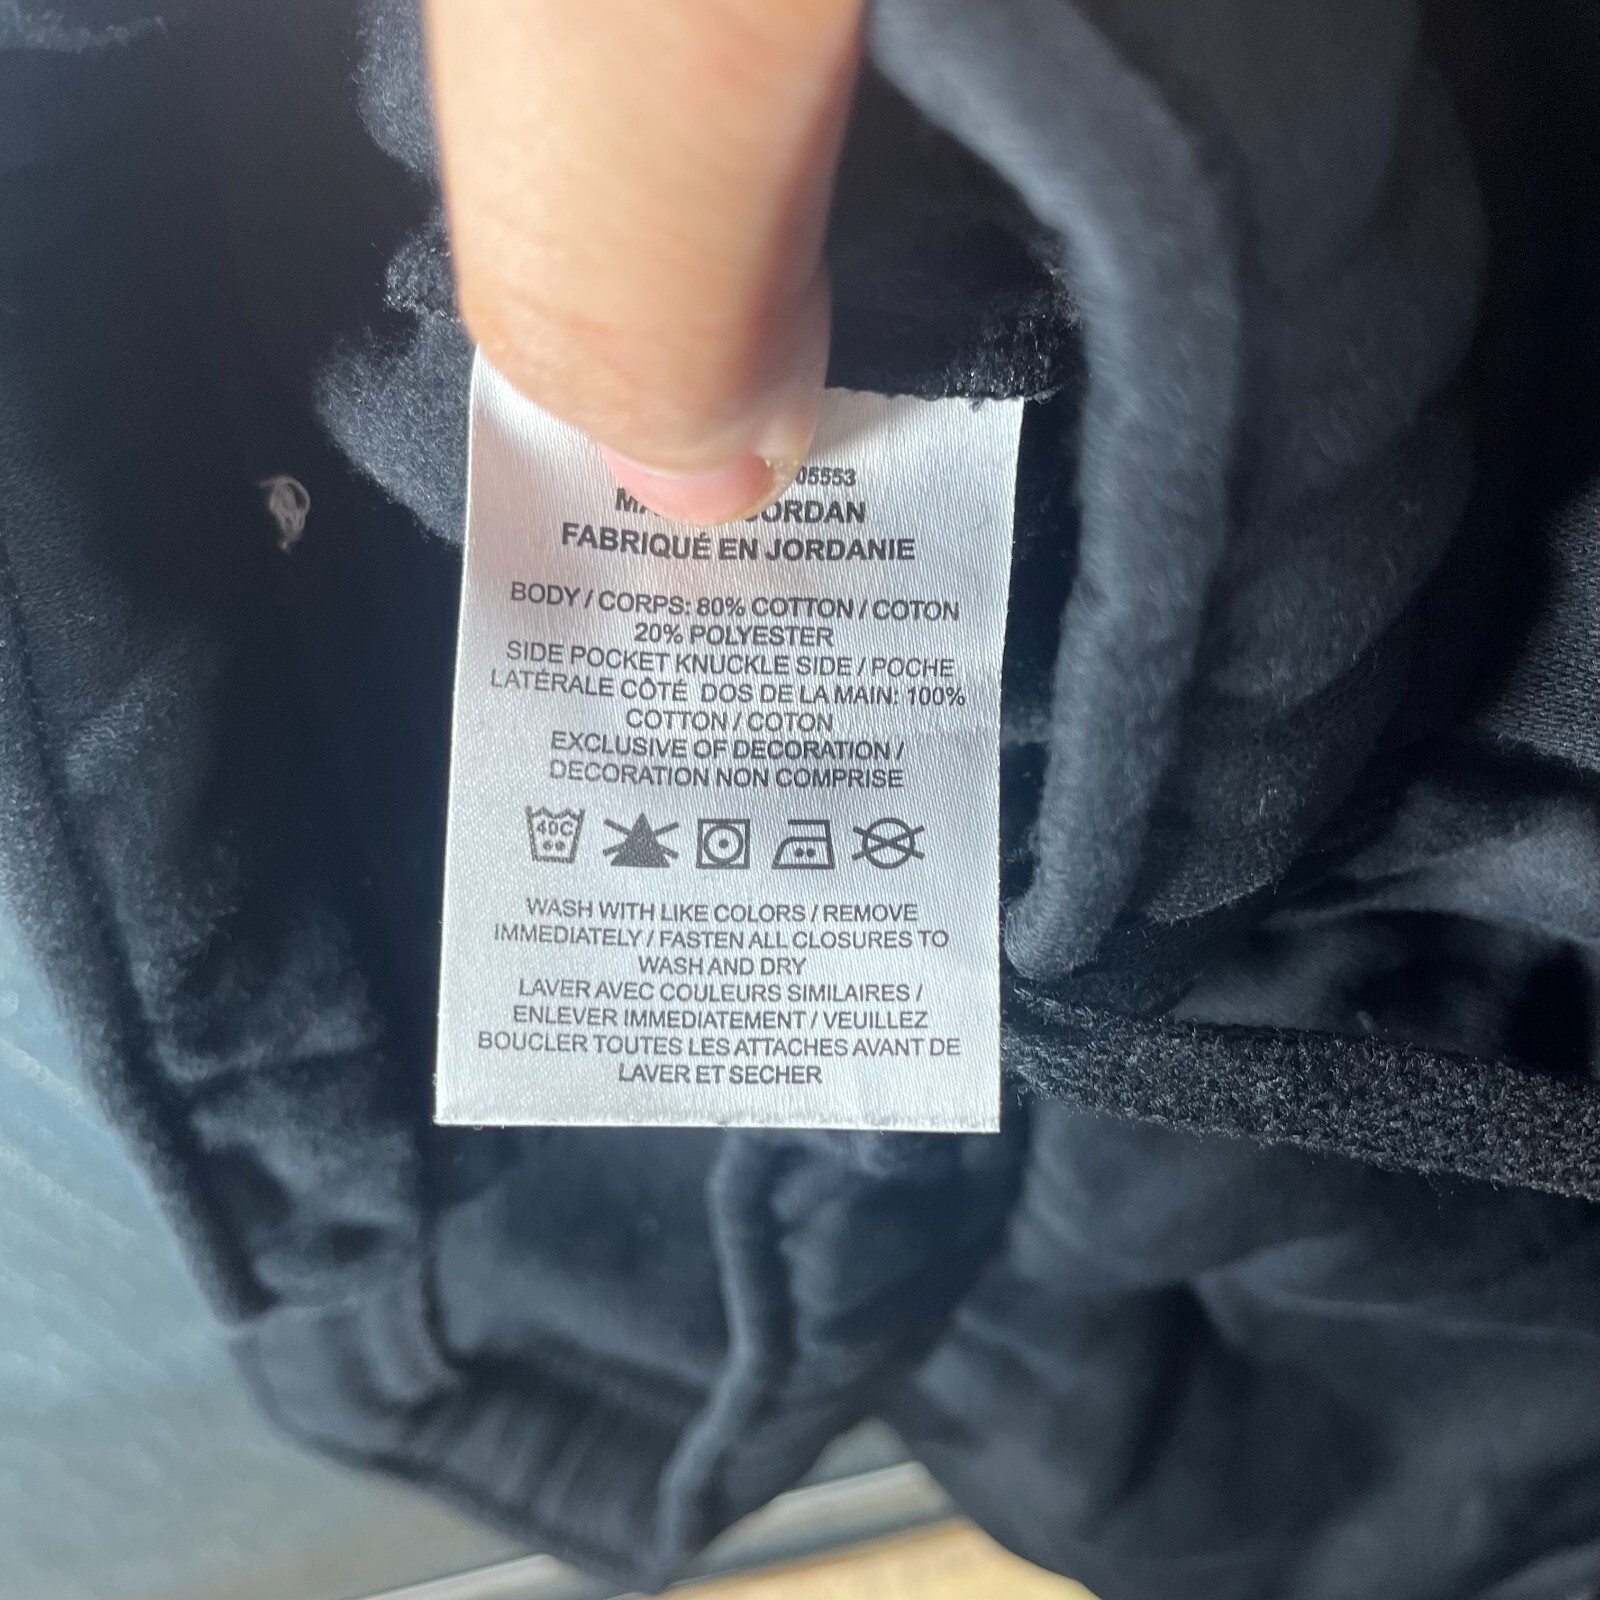 05553
JORDAN
FABRIQUÉ EN JORDANIE
BODY / CORPS: 80% COTTON / COTON
20% POLYESTER
SIDE POCKET KNUCKLE SIDE / POCHE
LATÉRALE CÔTÉ DOS DE LA MAIN: 100%
COTTON / COTON
EXCLUSIVE OF DECORATION /
DECORATION NON COMPRISE
40C
WASH WITH LIKE COLORS / REMOVE
IMMEDIATELY / FASTEN ALL CLOSURES TO
WASH AND DRY
LAVER AVEC COULEURS SIMILAIRES /
ENLEVER IMMEDIATEMENT / VEUILLEZ
BOUCLER TOUTES LES ATTACHES AVANT DE
LAVER ET SECHER